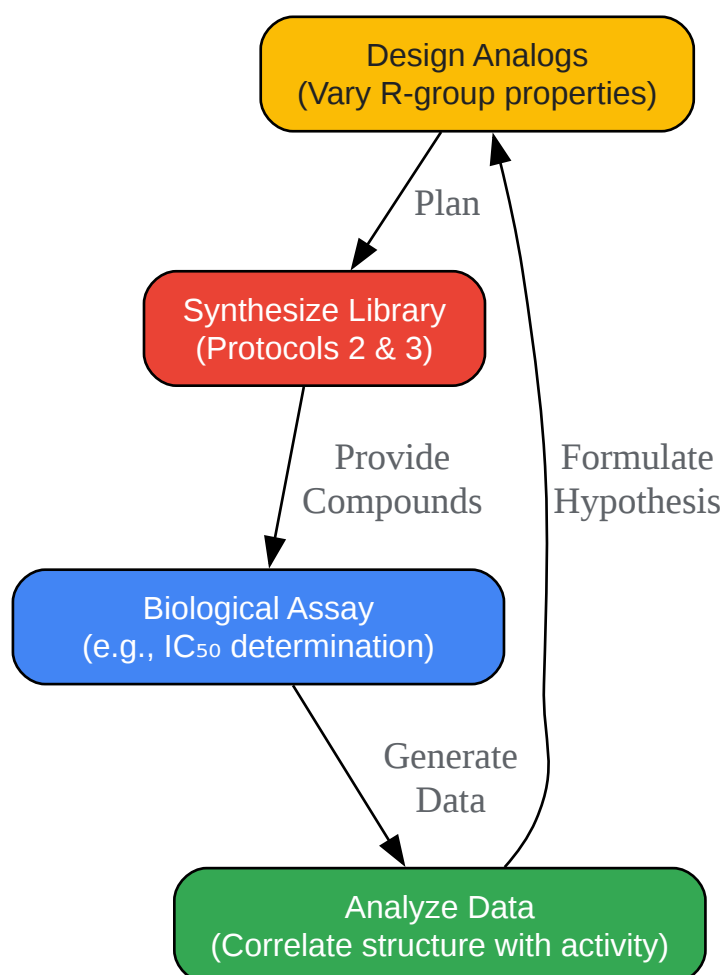 Design Analogs
(Vary R-group properties)
Plan
Synthesize Library
(Protocols 2 & 3)
Provide
Compounds
Formulate
Hypothesis
Biological Assay
(e.g., IC₅₀ determination)
Generate
Data
Analyze Data
(Correlate structure with activity)